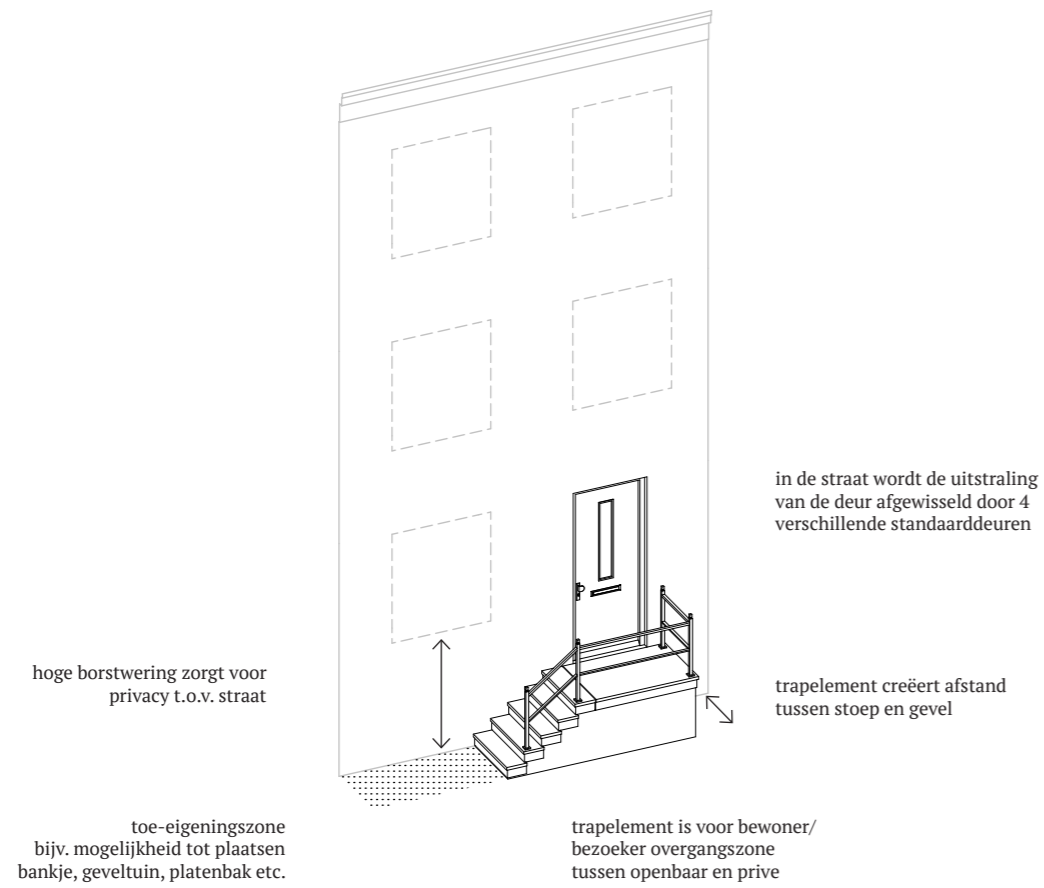 in de straat wordt de uitstraling
van de deur afgewisseld door 4
verschillende standaarddeuren
hoge borstwering zorgt voor
privacy t.o.v. straat
trapelement creëert afstand
tussen stoep en gevel
toe-eigeningszone
bijv. mogelijkheid tot plaatsen
bankje, geveltuin, platenbak etc.
trapelement is voor bewoner/
bezoeker overgangszone
tussen openbaar en prive